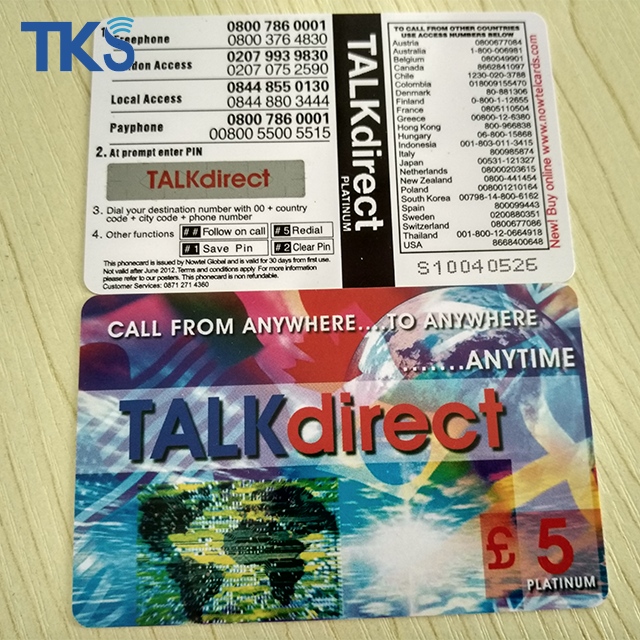 TKS
1. Freephone 0800 786 0001
0800 376 4830
London Access 0207 993 9830
0207 075 2590
Local Access 0844 855 0130
0844 880 3444
Payphone 0800 786 0001
00800 5500 5515
2. At prompt enter PIN
TALKdirect
3. Dial your destination number with 00 + country
code + city code + phone number
4. Other functions ## Follow on call #5 Redial
#1 Save Pin #2 Clear Pin
This phonecard is issued by Nowtel Global and is valid for 30 days from first use.
Not valid after June 2012. Terms and conditions apply. For more information
please refer to our posters. This phonecard is non refundable.
Customer Services: 0871 271 4360
TALKdirect
PLATINUM
TO CALL FROM OTHER COUNTRIES
USE ACCESS NUMBERS BELOW
Austria 0800677084
Australia 1-800-006981
Belgium 080049901
Canada 8662841097
Chile 1230-020-3788
Colombia 018009155470
Denmark 80-881306
Finland 0-800-1-12655
France 0805110504
Greece 00800-12-6380
Hong Kong 800-966838
Hungary 06-800-15868
Indonesia 001-803-011-3415
Italy 800985874
Japan 00531-121327
Netherlands 08000203615
New Zealand 0800-441454
Poland 008001210164
South Korea 00798-14-800-6162
Spain 800099443
Sweden 0200880351
Switzerland 0800677086
Thailand 001-800-12-0664918
USA 8668400648
S10040526
New! Buy online www.nowtelcards.com
CALL FROM ANYWHERE....TO ANYWHERE
.......ANYTIME
TALKdirect
£ 5
PLATINUM